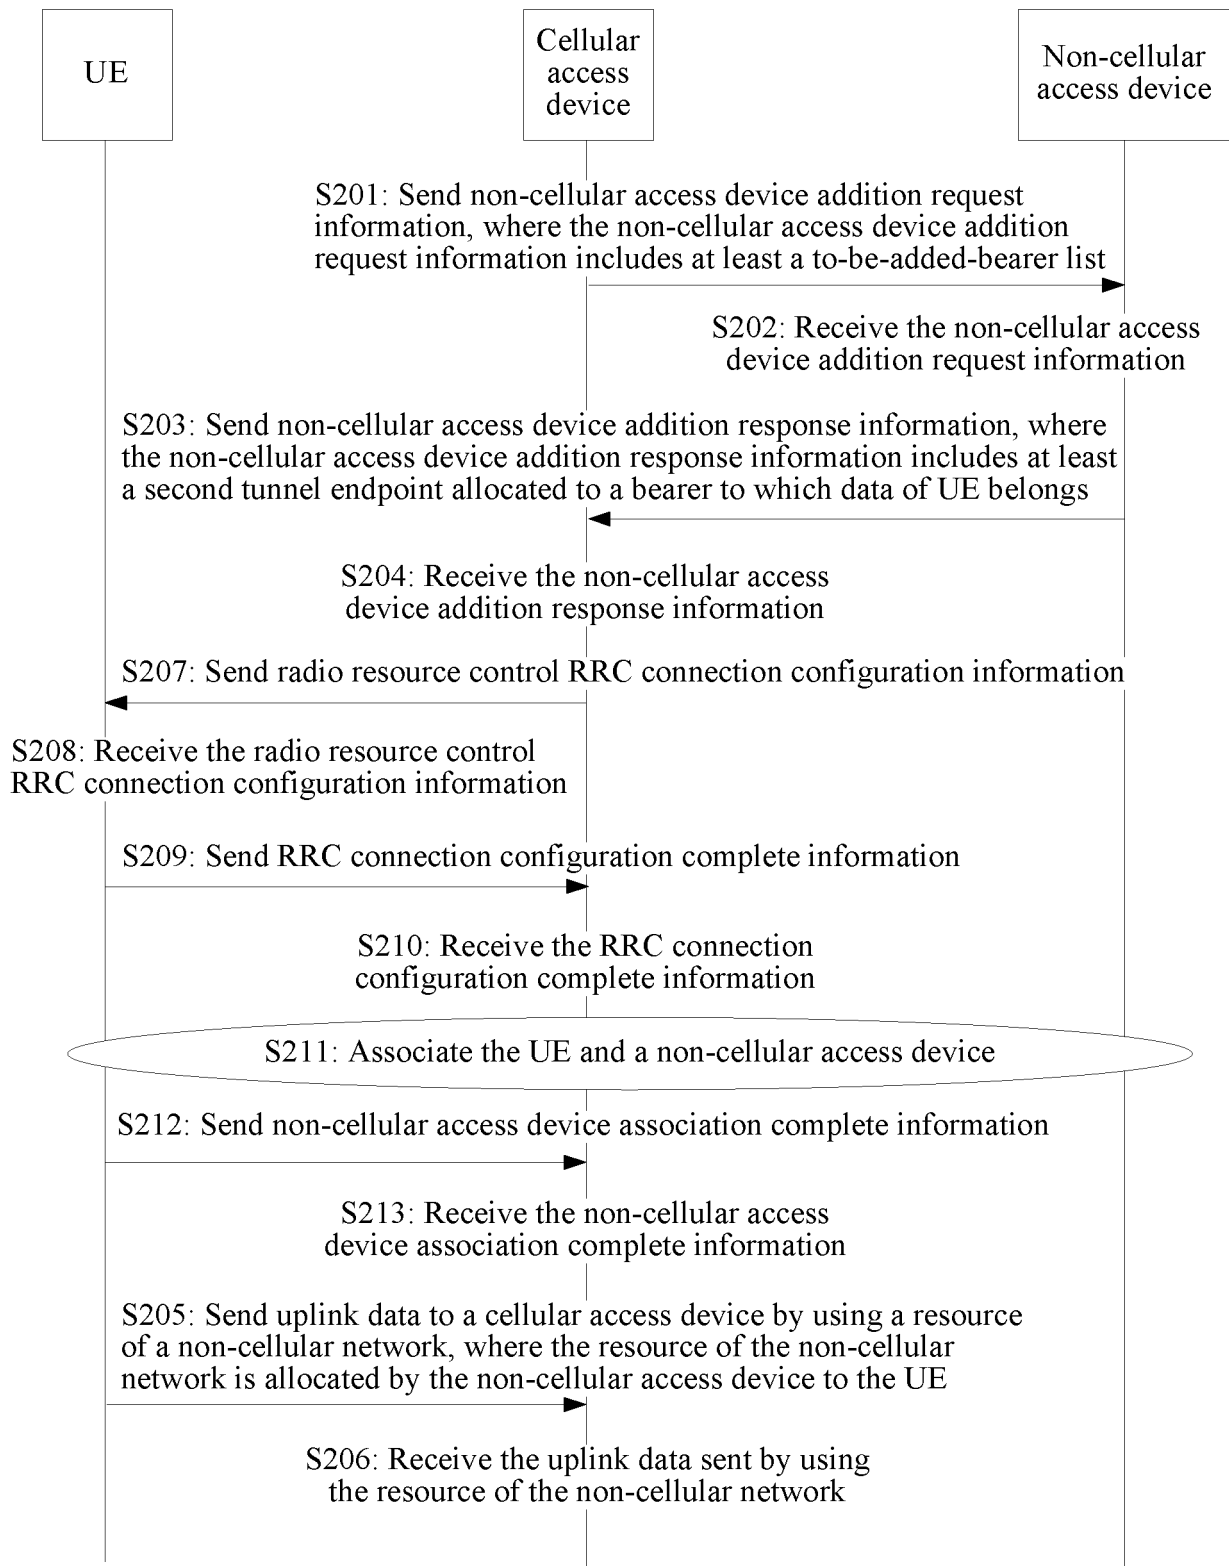 UE
Cellular
access
device
Non-cellular
access device
S201: Send non-cellular access device addition request
information, where the non-cellular access device addition
request information includes at least a to-be-added-bearer list
S202: Receive the non-cellular access
device addition request information
S203: Send non-cellular access device addition response information, where
the non-cellular access device addition response information includes at least
a second tunnel endpoint allocated to a bearer to which data of UE belongs
S204: Receive the non-cellular access
device addition response information
S207: Send radio resource control RRC connection configuration information
S208: Receive the radio resource control
RRC connection configuration information
S209: Send RRC connection configuration complete information
S210: Receive the RRC connection
configuration complete information
S211: Associate the UE and a non-cellular access device
S212: Send non-cellular access device association complete information
S213: Receive the non-cellular access
device association complete information
S205: Send uplink data to a cellular access device by using a resource
of a non-cellular network, where the resource of the non-cellular
network is allocated by the non-cellular access device to the UE
S206: Receive the uplink data sent by using
the resource of the non-cellular network